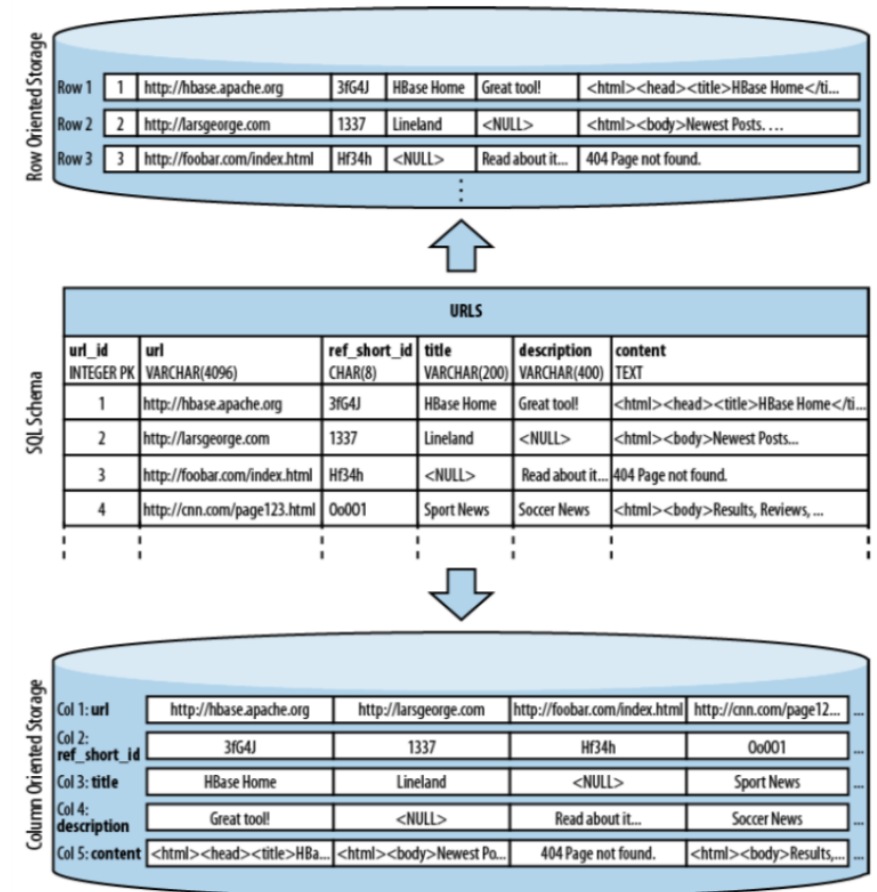 Row Oriented Storage
Row 1 1 http://hbase.apache.org 3fG4J HBase Home Great tool! <html><head><title>HBase Home</ti...
Row 2 2 http://larsgeorge.com 1337 Lineland <NULL> <html><body>Newest Posts. ...
Row 3 3 http://foobar.com/index.html Hf34h <NULL> Read about it... 404 Page not found.
SQL Schema
URLS
url_id url ref_short_id title description content
INTEGER PK VARCHAR(4096) CHAR(8) VARCHAR(200) VARCHAR(400) TEXT
1 http://hbase.apache.org 3fG4J HBase Home Great tool! <html><head><title>HBase Home</ti...
2 http://larsgeorge.com 1337 Lineland <NULL> <html><body>Newest Posts...
3 http://foobar.com/index.html Hf34h <NULL> Read about it... 404 Page not found.
4 http://cnn.com/page123.html Oo001 Sport News Soccer News <html><body>Results, Reviews, ...
Column Oriented Storage
Col 1: url http://hbase.apache.org http://larsgeorge.com http://foobar.com/index.html http://cnn.com/page12... ...
Col 2:
ref_short_id 3fG4J 1337 Hf34h Oo001 ...
Col 3: title HBase Home Lineland <NULL> Sport News ...
Col 4:
description Great tool! <NULL> Read about it... Soccer News ...
Col 5: content <html><head><title>HBa... <html><body>Newest Po... 404 Page not found. <html><body>Results,... ...